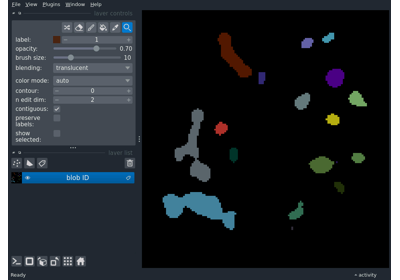 File View Plugins Window Help
layer controls
label: 1
opacity: 0.70
brush size: 10
blending: translucent
color mode: auto
contour: 0
n edit dim: 2
contiguous:
preserve
labels:
show
selected:
layer list
blob ID
Ready
activity